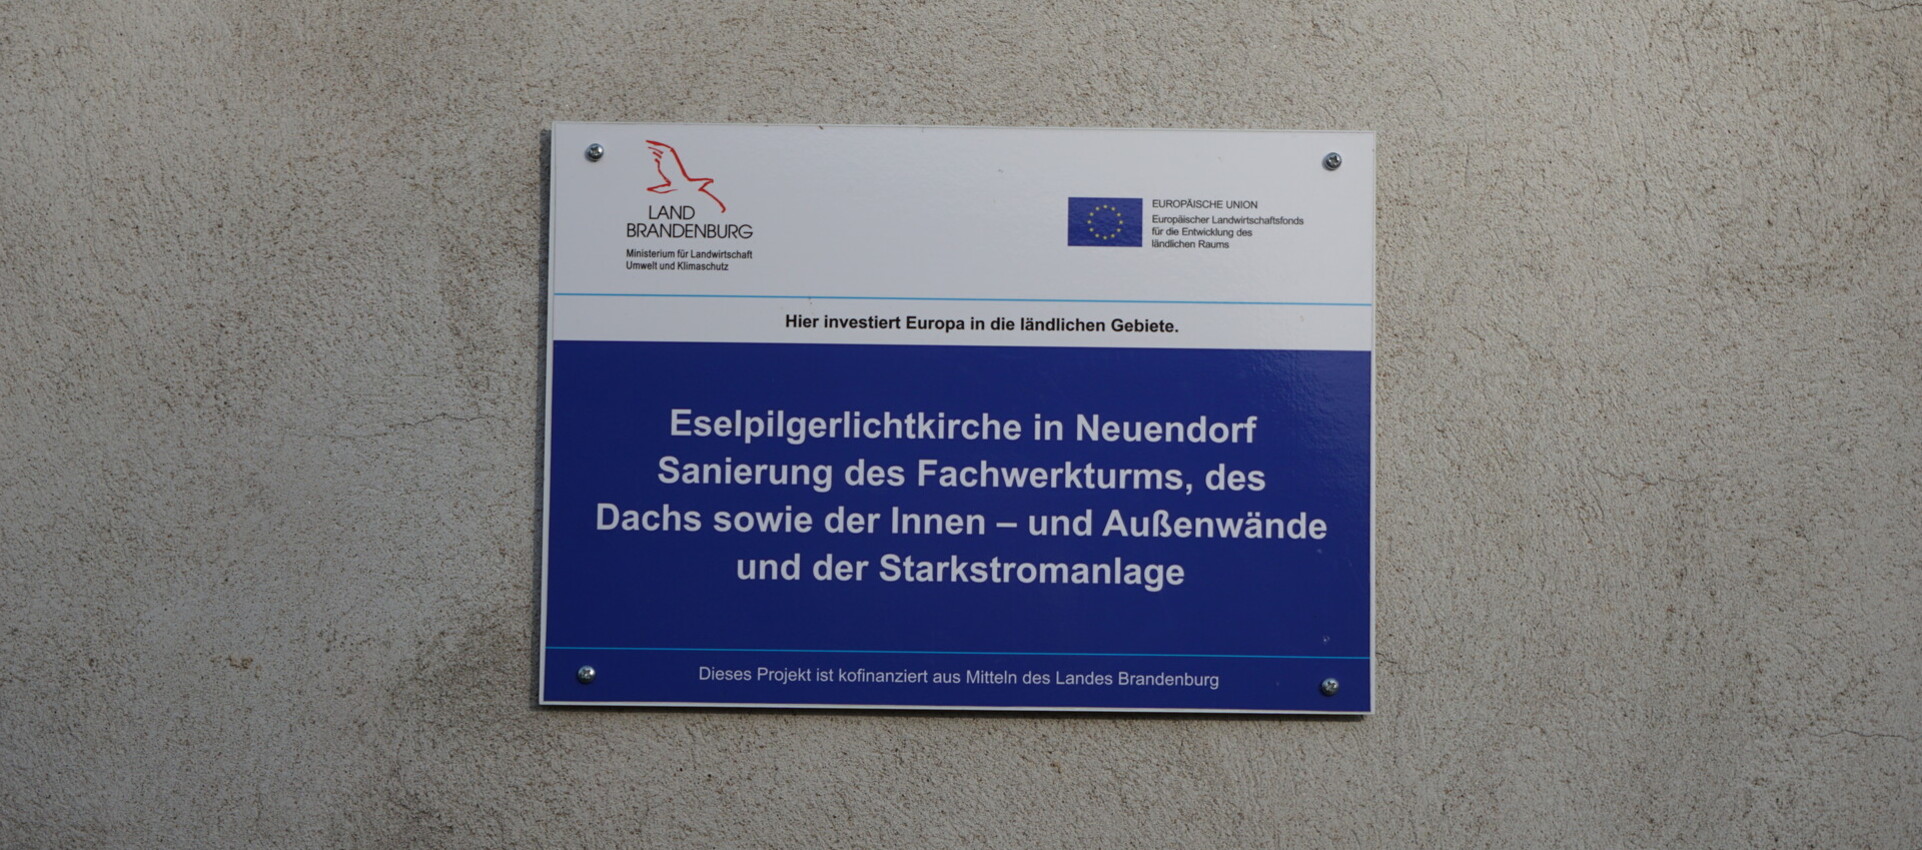 LAND
BRANDENBURG
Ministerium für Landwirtschaft
Umwelt und Klimaschutz
EUROPÄISCHE UNION
Europäischer Landwirtschaftsfonds
für die Entwicklung des
ländlichen Raums
Hier investiert Europa in die ländlichen Gebiete.
Eselpilgerlichtkirche in Neuendorf
Sanierung des Fachwerkturms, des
Dachs sowie der Innen – und Außenwände
und der Starkstromanlage
Dieses Projekt ist kofinanziert aus Mitteln des Landes Brandenburg